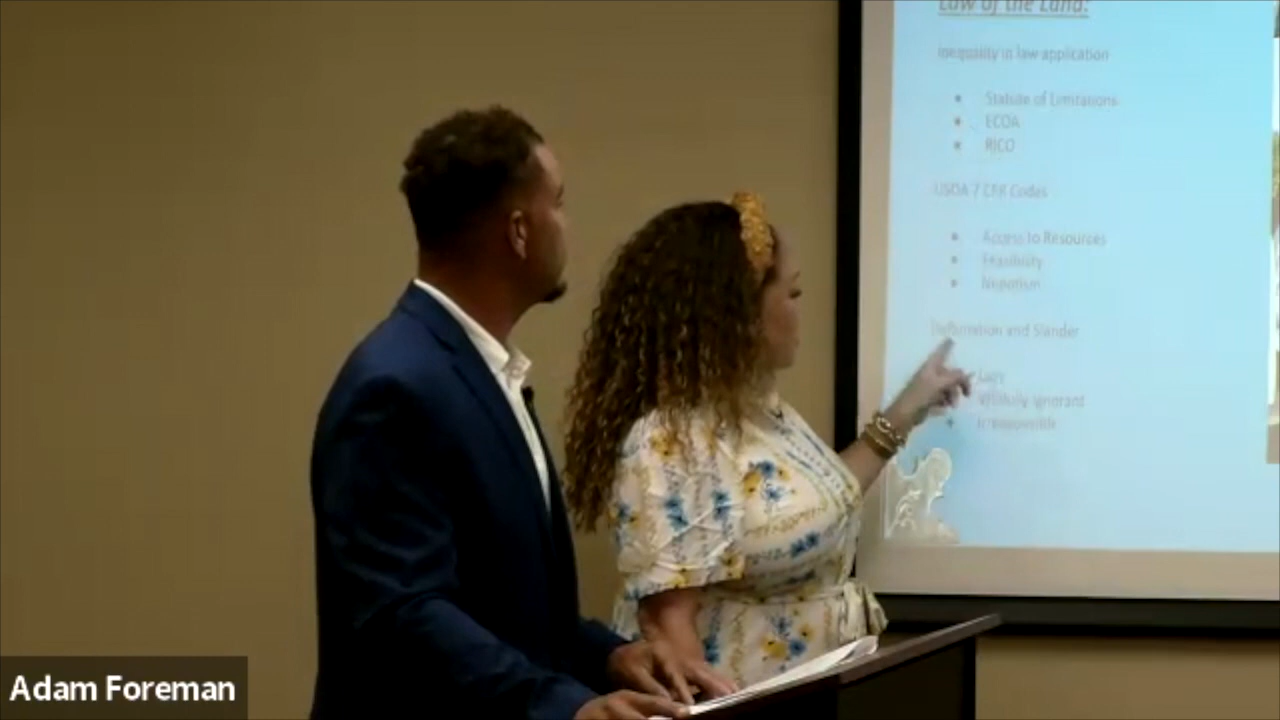 Law of the Land:
Inequality in law application
Statute of Limitations
ECOA
RICO
USDA 7 CFR Codes
Access to Resources
Feasibility
Nepotism
Defamation and Slander
Lazy
Willfully Ignorant
Irresponsible
Adam Foreman